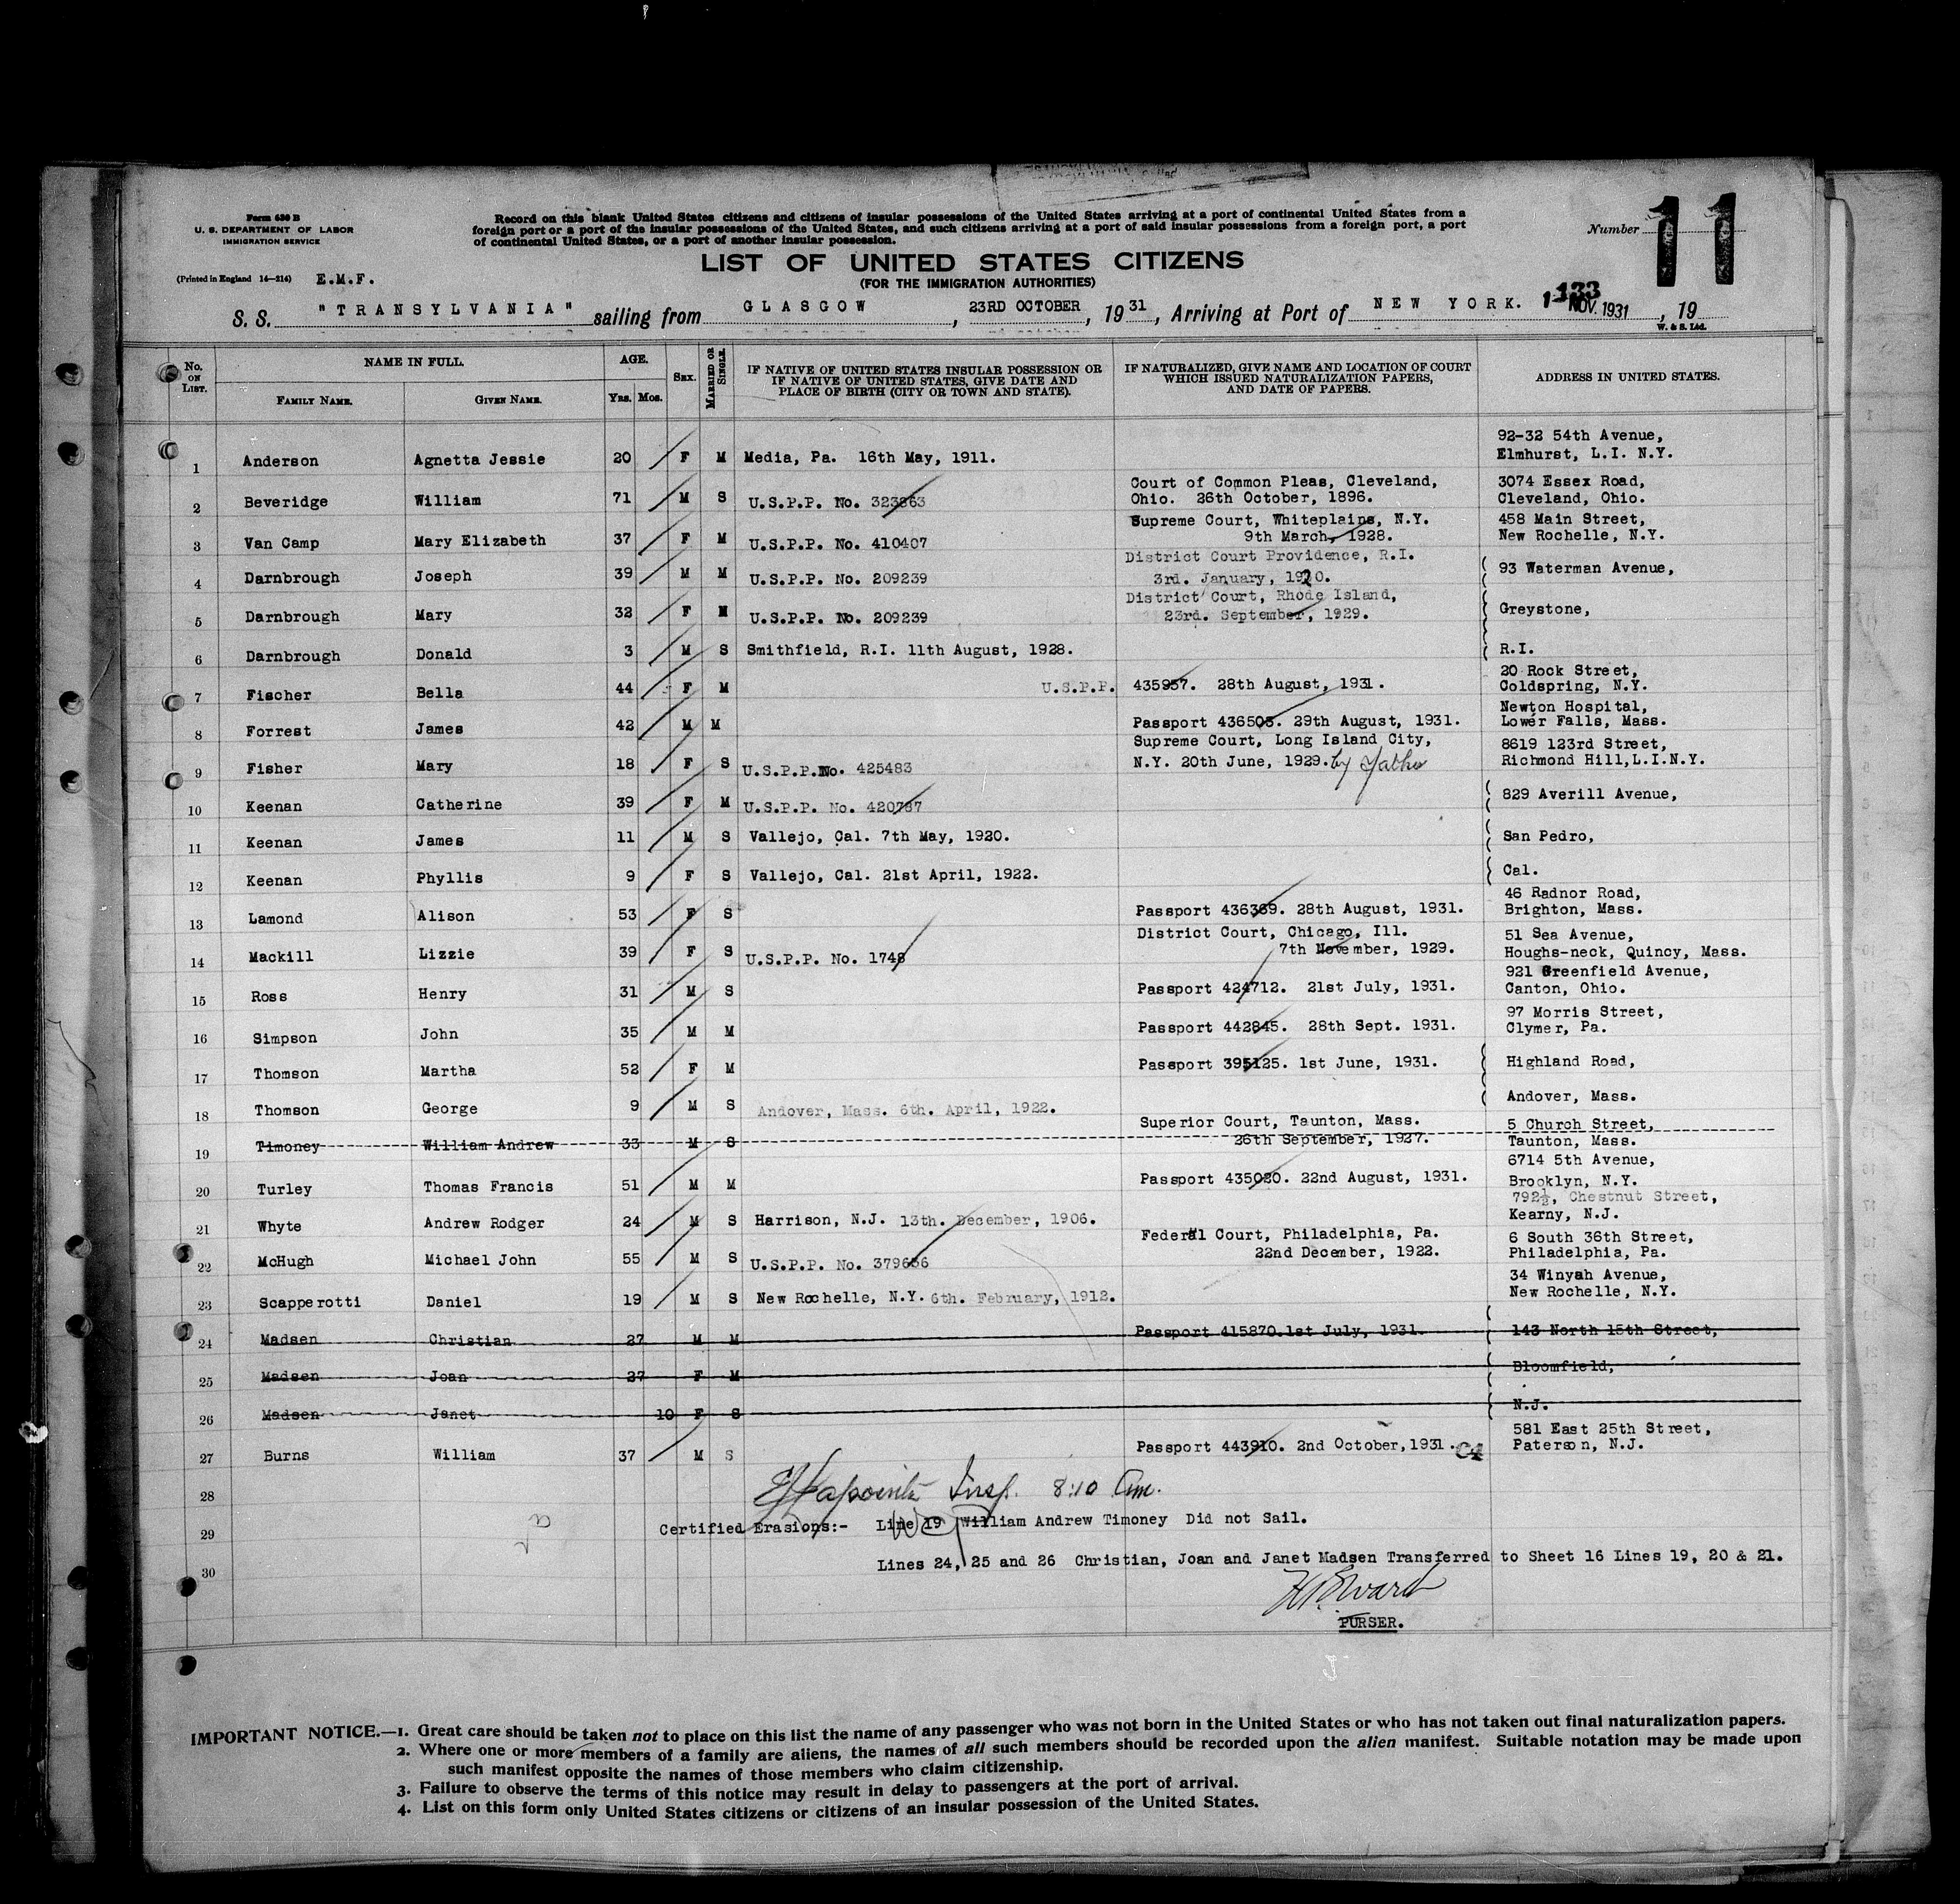 Form 630 B
U. S. DEPARTMENT OF LABOR
IMMIGRATION SERVICE
(Printed in England 14—214) E.M.F.
Record on this blank United States citizens and citizens of insular possessions of the United States arriving at a port of continental United States from a
foreign port or a port of the insular possessions of the United States, and such citizens arriving at a port of said insular possessions from a foreign port, a port
of continental United States, or a port of another insular possession.
Number 11
LIST OF UNITED STATES CITIZENS
(FOR THE IMMIGRATION AUTHORITIES)
S. S. "TRANSYLVANIA" sailing from GLASGOW, 23RD OCTOBER, 1931, Arriving at Port of NEW YORK. NOV. 1931, 19
W. & S. Ltd.
No. ON LIST. NAME IN FULL. FAMILY NAME. GIVEN NAME. AGE. YRS. MOS. SEX. MARRIED OR SINGLE. IF NATIVE OF UNITED STATES INSULAR POSSESSION OR IF NATIVE OF UNITED STATES, GIVE DATE AND PLACE OF BIRTH (CITY OR TOWN AND STATE). IF NATURALIZED, GIVE NAME AND LOCATION OF COURT WHICH ISSUED NATURALIZATION PAPERS, AND DATE OF PAPERS. ADDRESS IN UNITED STATES.
1 Anderson Agnetta Jessie 20 F M Media, Pa. 16th May, 1911. 92-32 54th Avenue, Elmhurst, L.I. N.Y.
2 Beveridge William 71 M S U.S.P.P. No. 323863 Court of Common Pleas, Cleveland, Ohio. 26th October, 1896. 3074 Essex Road, Cleveland, Ohio.
3 Van Camp Mary Elizabeth 37 F M U.S.P.P. No. 410407 Supreme Court, Whiteplains, N.Y. 9th March, 1928. 458 Main Street, New Rochelle, N.Y.
4 Darnbrough Joseph 39 M M U.S.P.P. No. 209239 District Court Providence, R.I. 3rd. January, 1920. 93 Waterman Avenue,
5 Darnbrough Mary 32 F M U.S.P.P. No. 209239 District Court, Rhode Island, 23rd. September, 1929. Greystone,
6 Darnbrough Donald 3 M S Smithfield, R.I. 11th August, 1928. R.I.
7 Fischer Bella 44 F M U.S.P.P. 435957. 28th August, 1931. 20 Rock Street, Coldspring, N.Y.
8 Forrest James 42 M M Passport 436505. 29th August, 1931. Newton Hospital, Lower Falls, Mass.
9 Fisher Mary 18 F S U.S.P.P. No. 425483 Supreme Court, Long Island City, N.Y. 20th June, 1929. by Father 8619 123rd Street, Richmond Hill, L.I.N.Y.
10 Keenan Catherine 39 F M U.S.P.P. No. 420787 829 Averill Avenue,
11 Keenan James 11 M S Vallejo, Cal. 7th May, 1920. San Pedro,
12 Keenan Phyllis 9 F S Vallejo, Cal. 21st April, 1922. Cal.
13 Lamond Alison 53 F S Passport 436369. 28th August, 1931. 46 Radnor Road, Brighton, Mass.
14 Mackill Lizzie 39 F S U.S.P.P. No. 1748 District Court, Chicago, Ill. 7th November, 1929. 51 Sea Avenue, Houghs-neck, Quincy, Mass.
15 Ross Henry 31 M S Passport 424712. 21st July, 1931. 921 Greenfield Avenue, Canton, Ohio.
16 Simpson John 35 M M Passport 442845. 28th Sept. 1931. 97 Morris Street, Clymer, Pa.
17 Thomson Martha 52 F M Passport 395125. 1st June, 1931. Highland Road,
18 Thomson George 9 M S Andover, Mass. 6th. April, 1922. Andover, Mass.
19 Timoney William Andrew 33 M S Superior Court, Taunton, Mass. 26th September, 1927. 5 Church Street, Taunton, Mass.
20 Turley Thomas Francis 51 M M Passport 435020. 22nd August, 1931. 6714 5th Avenue, Brooklyn, N.Y.
21 Whyte Andrew Rodger 24 M S Harrison, N.J. 13th. December, 1906. 792½, Chestnut Street, Kearny, N.J.
22 McHugh Michael John 55 M S U.S.P.P. No. 379656 Federal Court, Philadelphia, Pa. 22nd December, 1922. 6 South 36th Street, Philadelphia, Pa.
23 Scapperotti Daniel 19 M S New Rochelle, N.Y. 6th. February, 1912. 34 Winyah Avenue, New Rochelle, N.Y.
24 Madsen Christian 27 M M Passport 415870. 1st July, 1931. 143 North 15th Street,
25 Madsen Joan 27 F M Bloomfield,
26 Madsen Janet 10 F S N.J.
27 Burns William 37 M S Passport 443910. 2nd October, 1931. 581 East 25th Street, Paterson, N.J.
28 Insp. 8:10 Am.
29 Certified Erasions:- Line 19 William Andrew Timoney Did not Sail.
30 Lines 24, 25 and 26 Christian, Joan and Janet Madsen Transferred to Sheet 16 Lines 19, 20 & 21.
PURSER.
IMPORTANT NOTICE.—1. Great care should be taken not to place on this list the name of any passenger who was not born in the United States or who has not taken out final naturalization papers.
2. Where one or more members of a family are aliens, the names of all such members should be recorded upon the alien manifest. Suitable notation may be made upon
such manifest opposite the names of those members who claim citizenship.
3. Failure to observe the terms of this notice may result in delay to passengers at the port of arrival.
4. List on this form only United States citizens or citizens of an insular possession of the United States.